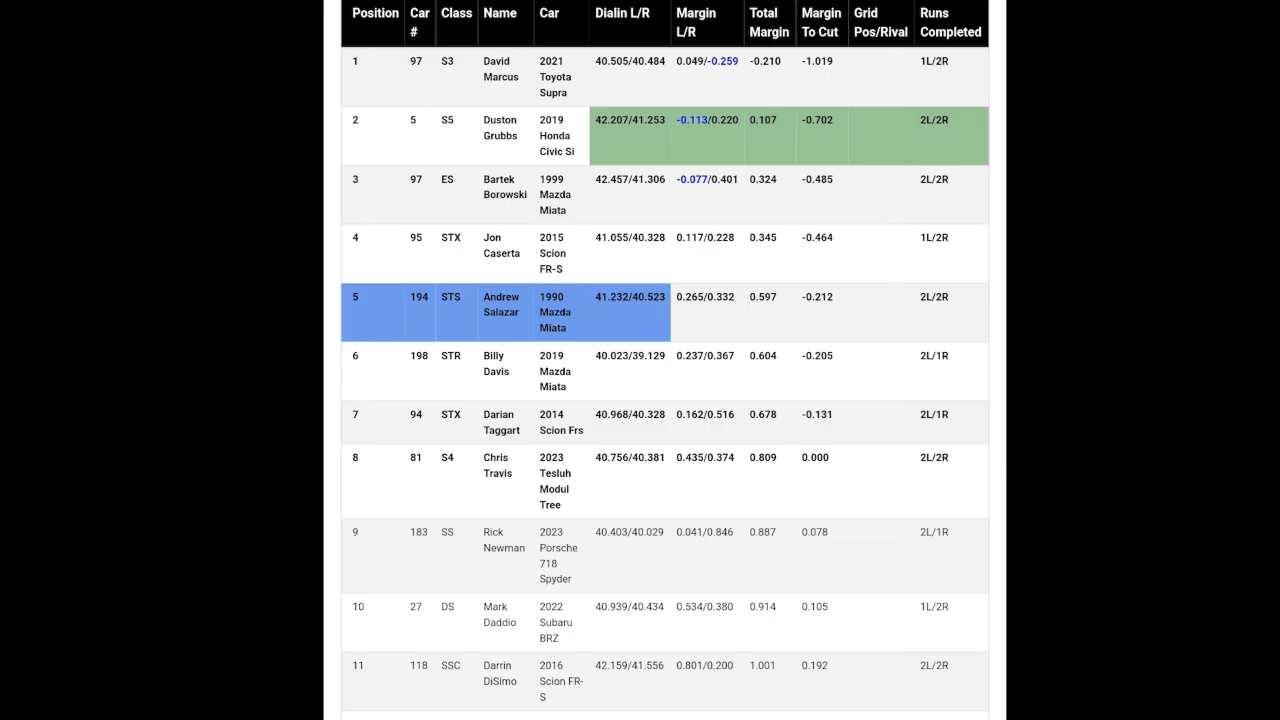 Position Car # Class Name Car Dialin L/R Margin L/R Total Margin Margin To Cut Grid Pos/Rival Runs Completed
1 97 S3 David Marcus 2021 Toyota Supra 40.505/40.484 0.049/-0.259 -0.210 -1.019 1L/2R
2 5 S5 Duston Grubbs 2019 Honda Civic Si 42.207/41.253 -0.113/0.220 0.107 -0.702 2L/2R
3 97 ES Bartek Borowski 1999 Mazda Miata 42.457/41.306 -0.077/0.401 0.324 -0.485 2L/2R
4 95 STX Jon Caserta 2015 Scion FR-S 41.055/40.328 0.117/0.228 0.345 -0.464 1L/2R
5 194 STS Andrew Salazar 1990 Mazda Miata 41.232/40.523 0.265/0.332 0.597 -0.212 2L/2R
6 198 STR Billy Davis 2019 Mazda Miata 40.023/39.129 0.237/0.367 0.604 -0.205 2L/1R
7 94 STX Darian Taggart 2014 Scion Frs 40.968/40.328 0.162/0.516 0.678 -0.131 2L/1R
8 81 S4 Chris Travis 2023 Tesluh Modul Tree 40.756/40.381 0.435/0.374 0.809 0.000 2L/2R
9 183 SS Rick Newman 2023 Porsche 718 Spyder 40.403/40.029 0.041/0.846 0.887 0.078 2L/1R
10 27 DS Mark Daddio 2022 Subaru BRZ 40.939/40.434 0.534/0.380 0.914 0.105 1L/2R
11 118 SSC Darrin DiSimo 2016 Scion FR-S 42.159/41.556 0.801/0.200 1.001 0.192 2L/2R